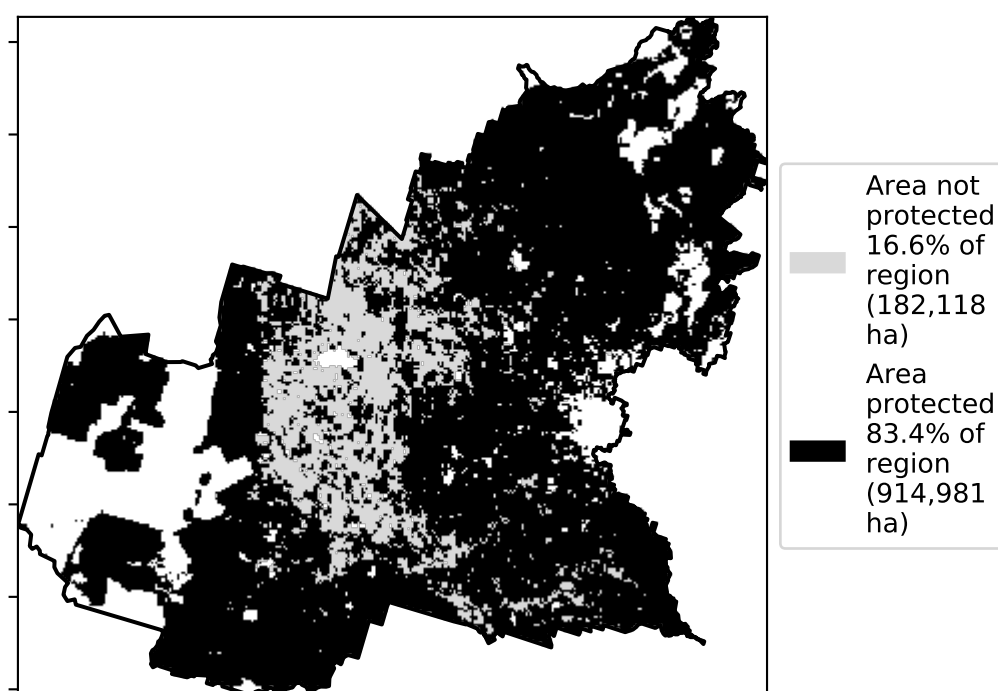 Area not
protected
16.6% of
region
(182,118
ha)
Area
protected
83.4% of
region
(914,981
ha)